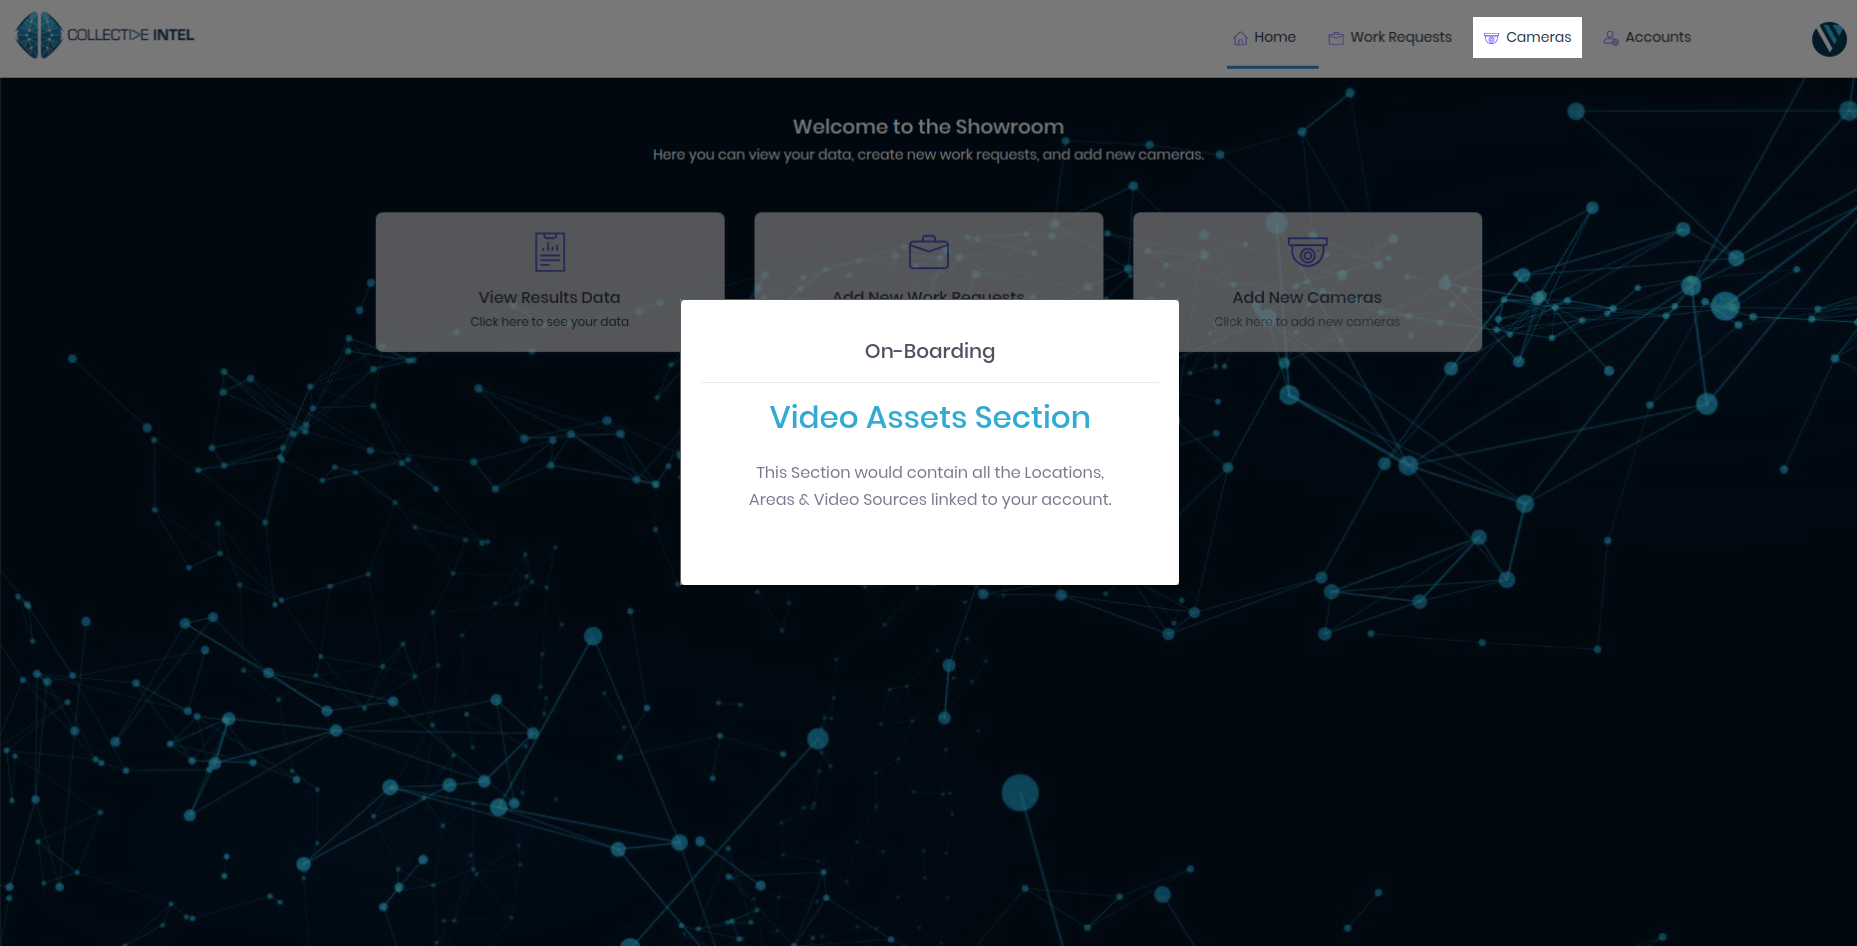 COLLECTIVE INTEL
Home
Work Requests
Cameras
Accounts
Welcome to the Showroom
Here you can view your data, create new work requests, and add new cameras.
View Results Data
Click here to see your data
Add New Work Requests
Add New Cameras
Click here to add new cameras
On-Boarding
Video Assets Section
This Section would contain all the Locations,
Areas & Video Sources linked to your account.